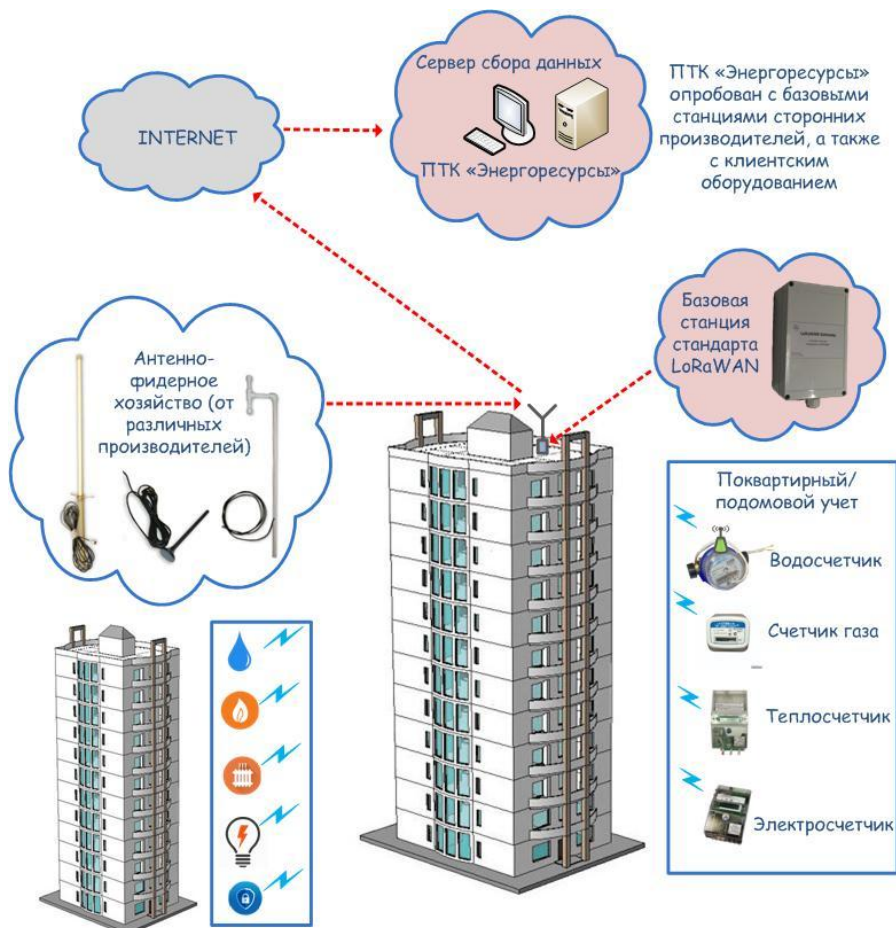 Сервер сбора данных
ПТК «Энергоресурсы»
ПТК «Энергоресурсы»
опробован с базовыми
станциями сторонних
производителей, а также
с клиентским
оборудованием
INTERNET
Базовая
станция
стандарта
LoRaWAN
Антенно-
фидерное
хозяйство (от
различных
производителей)
Поквартирный/
подомовой учет
Водосчетчик
Счетчик газа
Теплосчетчик
Электросчетчик